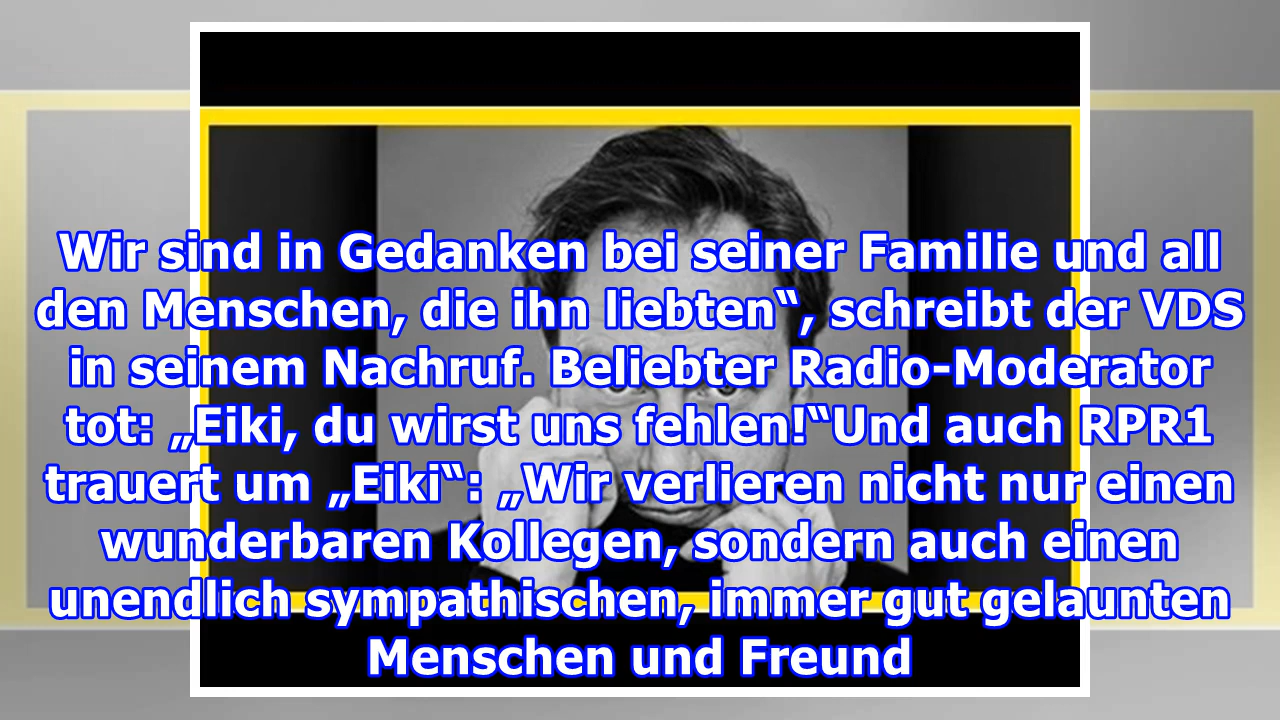 Wir sind in Gedanken bei seiner Familie und all
den Menschen, die ihn liebten“, schreibt der VDS
in seinem Nachruf. Beliebter Radio-Moderator
tot: „Eiki, du wirst uns fehlen!“Und auch RPR1
trauert um „Eiki“: „Wir verlieren nicht nur einen
wunderbaren Kollegen, sondern auch einen
unendlich sympathischen, immer gut gelaunten
Menschen und Freund